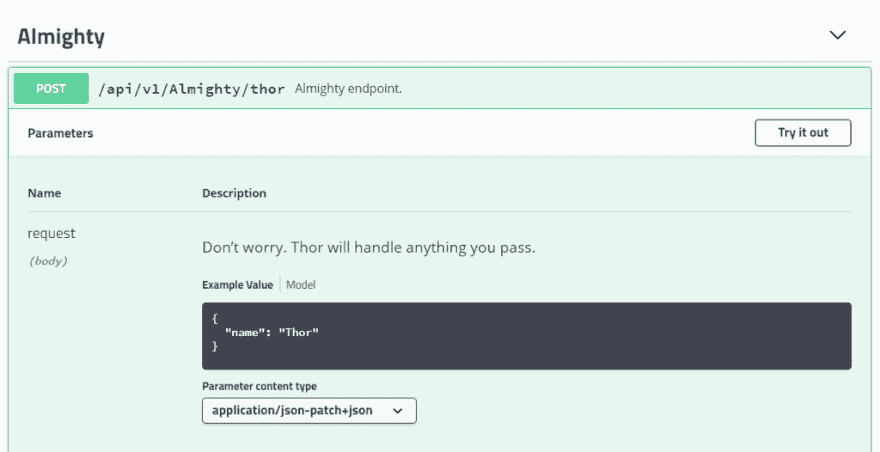 Almighty
POST /api/v1/Almighty/thor Almighty endpoint.
Parameters Try it out
Name Description
request
(body)
Don’t worry. Thor will handle anything you pass.
Example Value Model
{
"name": "Thor"
}
Parameter content type
application/json-patch+json